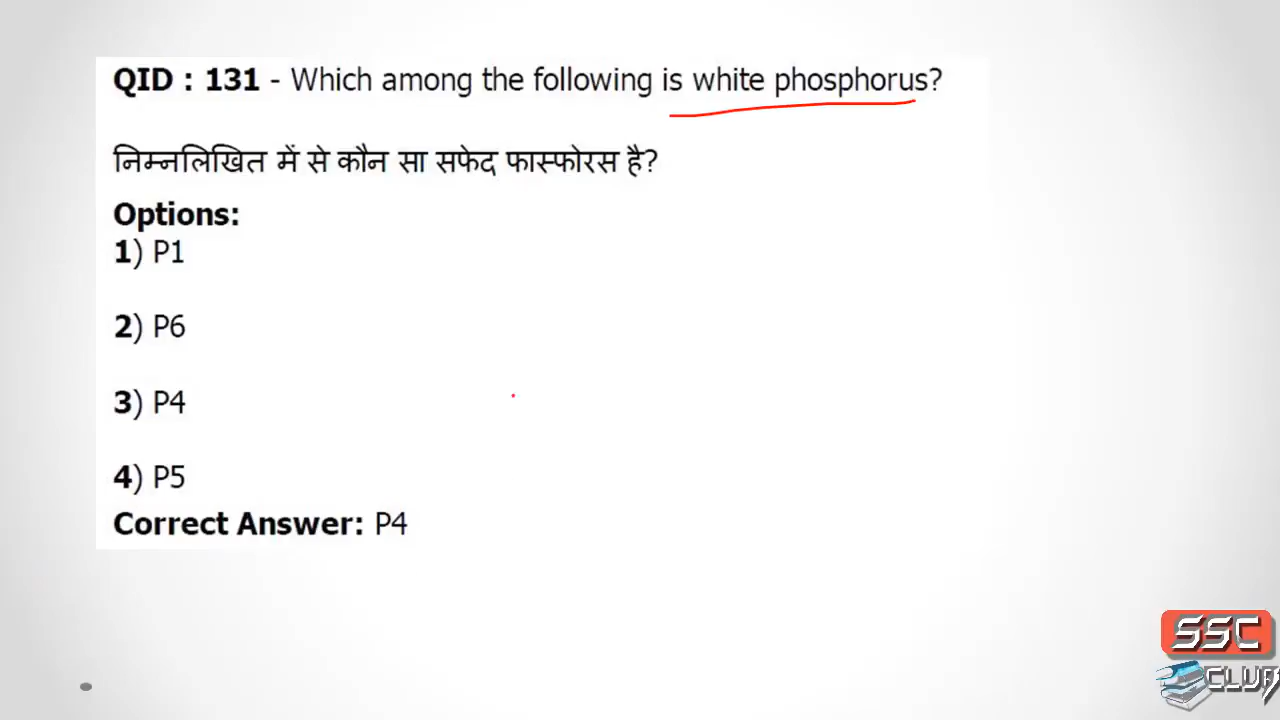 QID : 131 - Which among the following is white phosphorus?
निम्नलिखित में से कौन सा सफेद फास्फोरस है?
Options:
1) P1
2) P6
3) P4
4) P5
Correct Answer: P4
SSC
CLUB